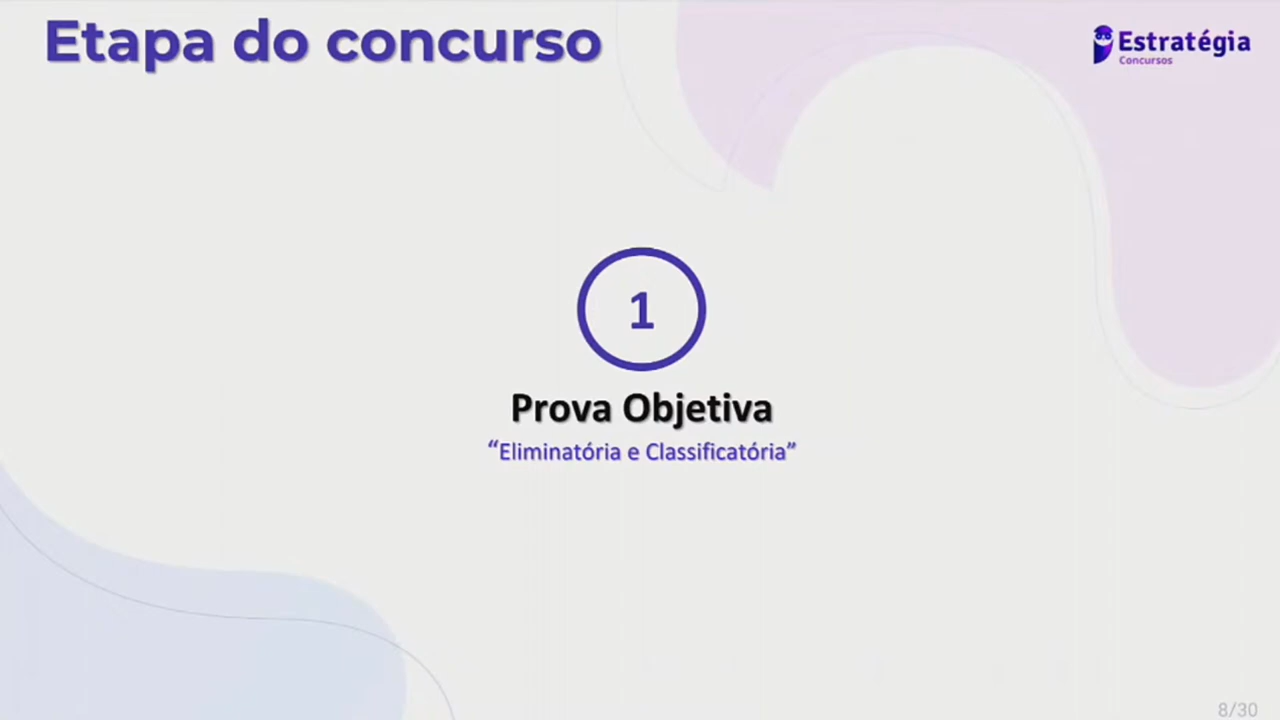 Etapa do concurso
Estratégia
Concursos
1
Prova Objetiva
“Eliminatória e Classificatória”
8/30